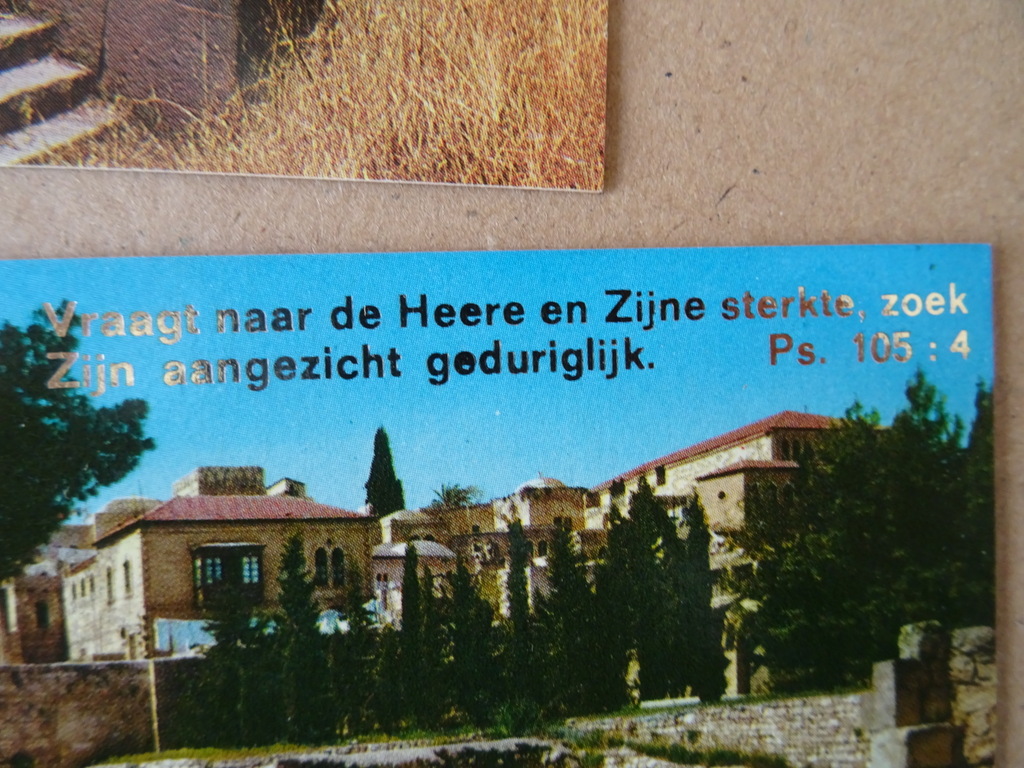 Vraagt naar de Heere en Zijne sterkte, zoek
Zijn aangezicht geduriglijk.
Ps. 105 : 4